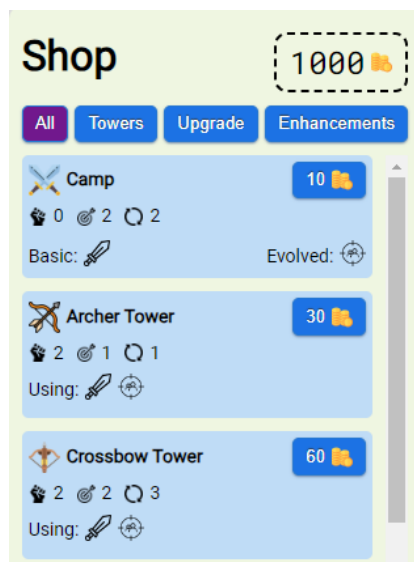 Shop
1000
All Towers Upgrade Enhancements
Camp 10
0 2 2
Basic: Evolved:
Archer Tower 30
2 1 1
Using:
Crossbow Tower 60
2 2 3
Using: